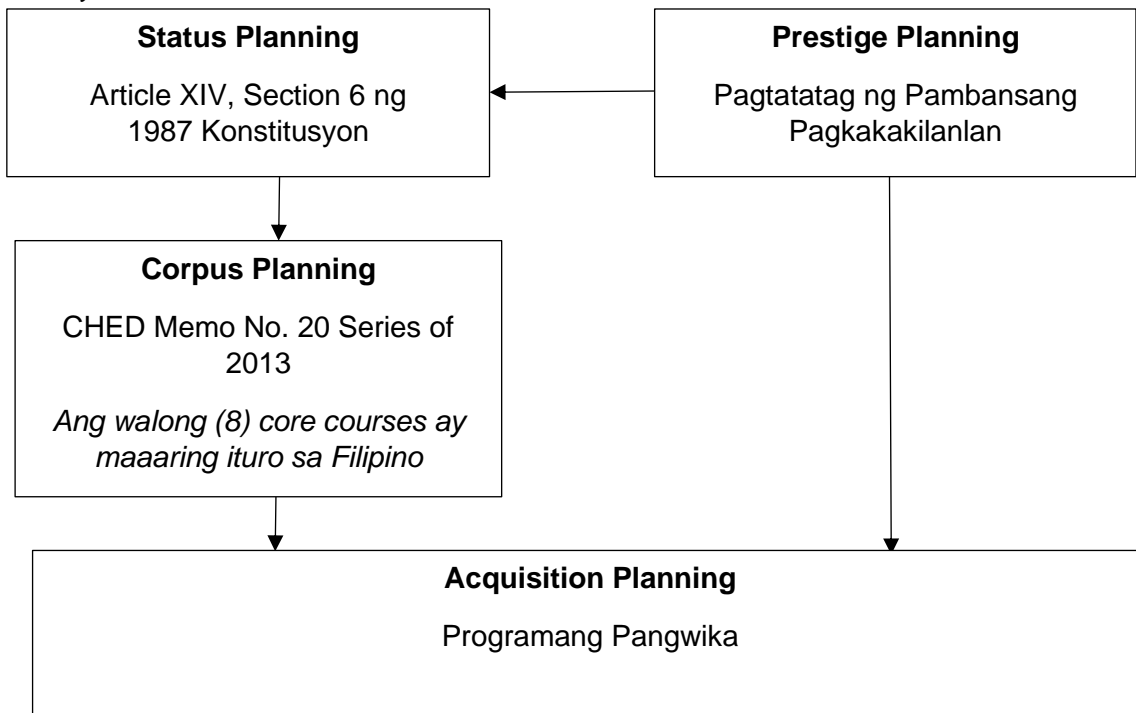 Status Planning
Article XIV, Section 6 ng
1987 Konstitusyon
Prestige Planning
Pagtatatag ng Pambansang
Pagkakakilanlan
Corpus Planning
CHED Memo No. 20 Series of
2013
Ang walong (8) core courses ay
maaaring ituro sa Filipino
Acquisition Planning
Programang Pangwika